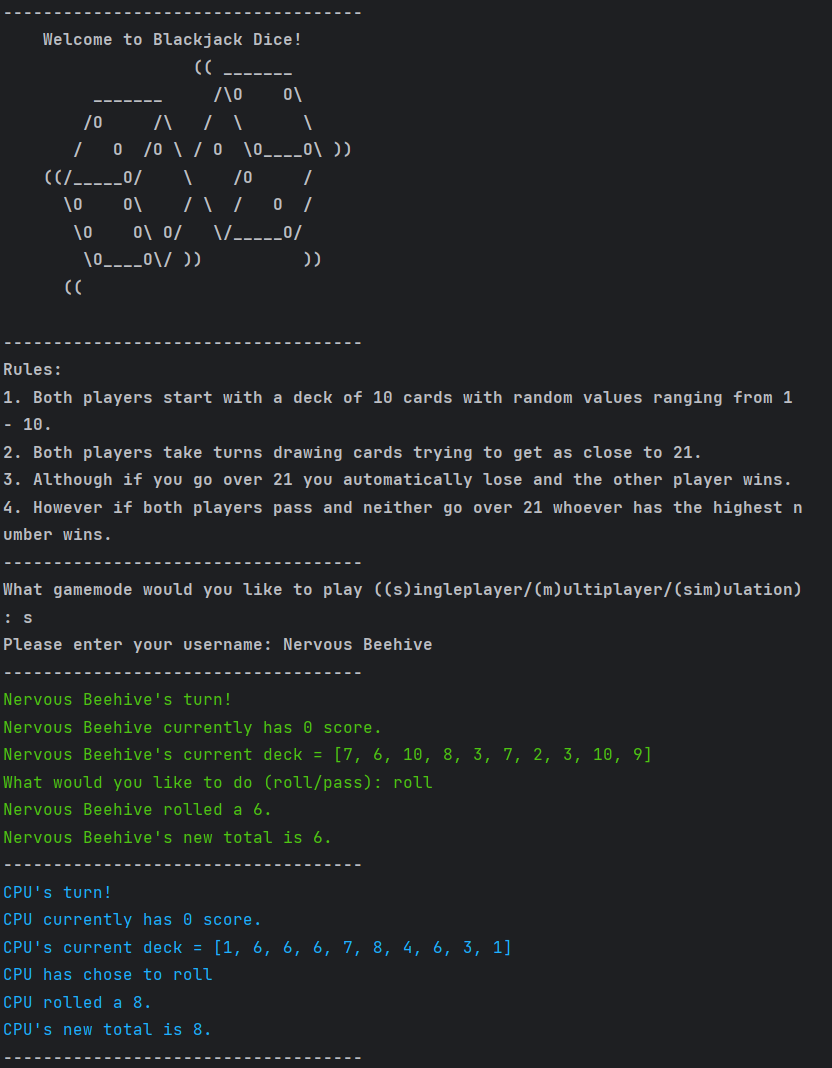 ------------------------------------
    Welcome to Blackjack Dice!
                   (( _______
         _______     /\O    O\
        /O     /\   /  \      \
       /   O  /O \ / O  \O____O\ ))
    ((/_____O/    \    /O     /
      \O    O\    / \  /   O  /
       \O    O\ O/   \/_____O/
        \O____O\/ ))          ))
      ((

------------------------------------
Rules:
1. Both players start with a deck of 10 cards with random values ranging from 1
- 10.
2. Both players take turns drawing cards trying to get as close to 21.
3. Although if you go over 21 you automatically lose and the other player wins.
4. However if both players pass and neither go over 21 whoever has the highest n
umber wins.
------------------------------------
What gamemode would you like to play ((s)ingleplayer/(m)ultiplayer/(sim)ulation)
: s
Please enter your username: Nervous Beehive
------------------------------------
Nervous Beehive's turn!
Nervous Beehive currently has 0 score.
Nervous Beehive's current deck = [7, 6, 10, 8, 3, 7, 2, 3, 10, 9]
What would you like to do (roll/pass): roll
Nervous Beehive rolled a 6.
Nervous Beehive's new total is 6.
------------------------------------
CPU's turn!
CPU currently has 0 score.
CPU's current deck = [1, 6, 6, 6, 7, 8, 4, 6, 3, 1]
CPU has chose to roll
CPU rolled a 8.
CPU's new total is 8.
------------------------------------